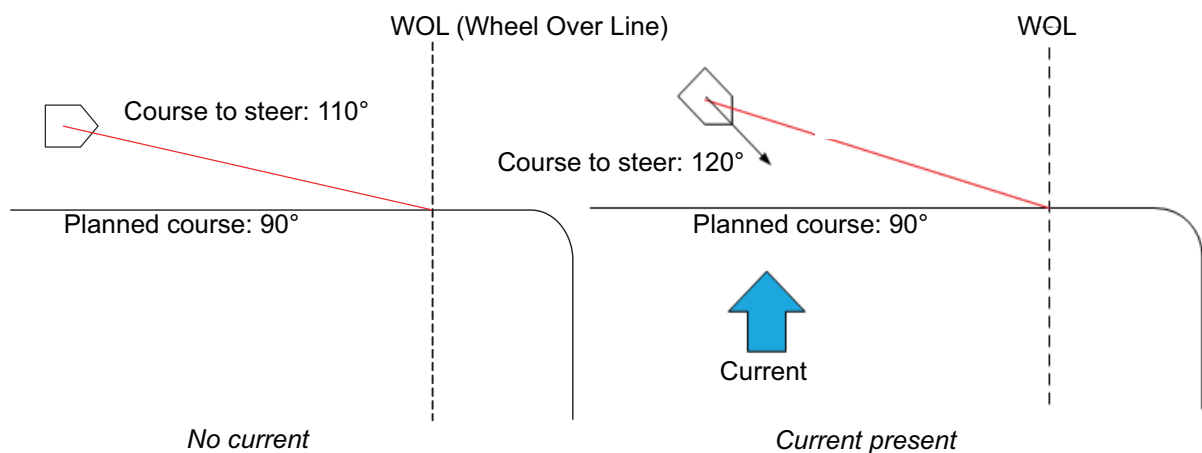 WOL (Wheel Over Line)
Course to steer: 110°
Planned course: 90°
No current
WOL
Course to steer: 120°
Planned course: 90°
Current
Current present